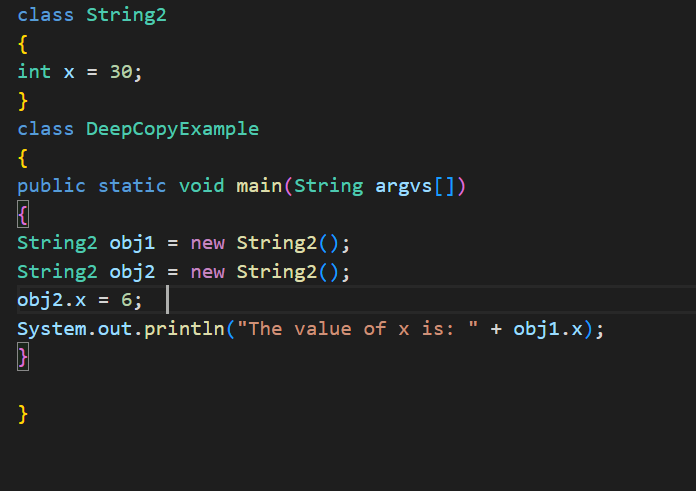 class String2
{
int x = 30;
}
class DeepCopyExample
{
public static void main(String argvs[])
{
String2 obj1 = new String2();
String2 obj2 = new String2();
obj2.x = 6;
System.out.println("The value of x is: " + obj1.x);
}
}